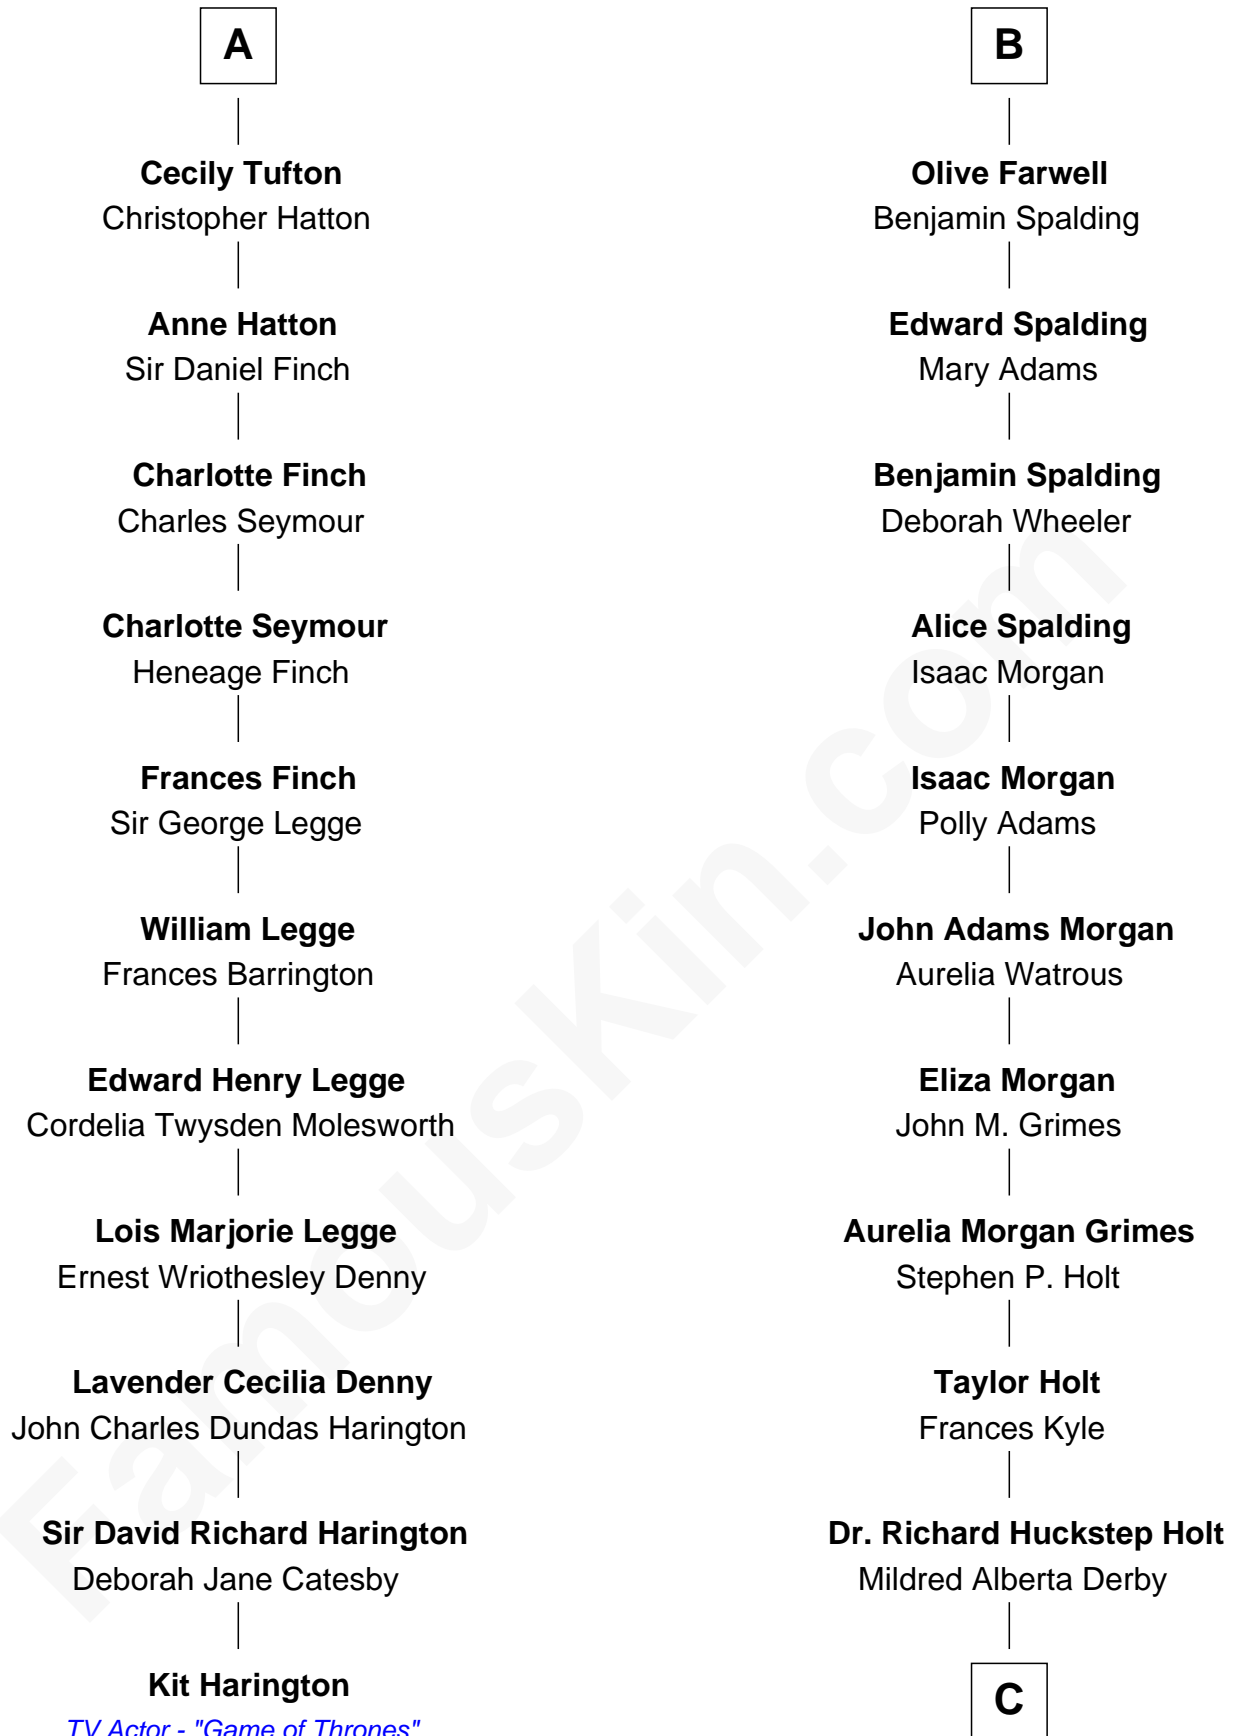 A
Cecily Tufton
Christopher Hatton
Anne Hatton
Sir Daniel Finch
Charlotte Finch
Charles Seymour
Charlotte Seymour
Heneage Finch
Frances Finch
Sir George Legge
William Legge
Frances Barrington
Edward Henry Legge
Cordelia Twysden Molesworth
Lois Marjorie Legge
Ernest Wriothesley Denny
Lavender Cecilia Denny
John Charles Dundas Harington
Sir David Richard Harington
Deborah Jane Catesby
Kit Harington
TV Actor - "Game of Thrones"
B
Olive Farwell
Benjamin Spalding
Edward Spalding
Mary Adams
Benjamin Spalding
Deborah Wheeler
Alice Spalding
Isaac Morgan
Isaac Morgan
Polly Adams
John Adams Morgan
Aurelia Watrous
Eliza Morgan
John M. Grimes
Aurelia Morgan Grimes
Stephen P. Holt
Taylor Holt
Frances Kyle
Dr. Richard Huckstep Holt
Mildred Alberta Derby
C
FamousKin.com